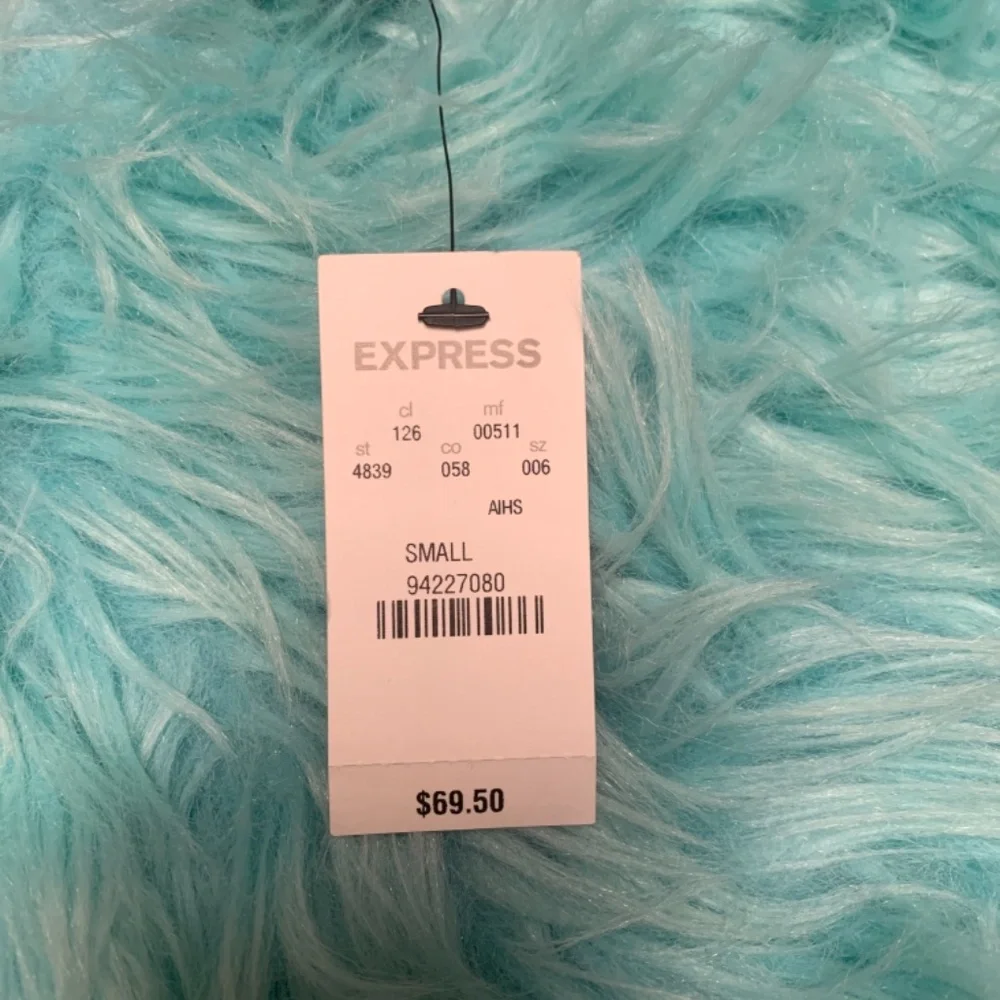 EXPRESS
cl mf
126 00511
st co sz
4839 058 006
AIHS
SMALL
94227080
$69.50